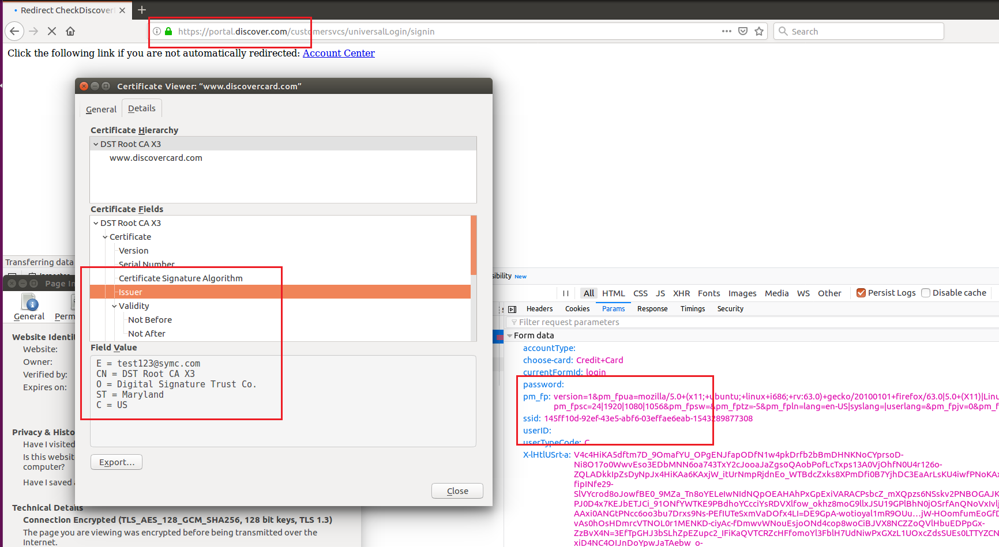 Redirect CheckDiscover
https://portal.discover.com/customersvcs/universalLogin/signin
Search
Click the following link if you are not automatically redirected: Account Center
Certificate Viewer: “www.discovercard.com”
General
Details
Certificate Hierarchy
DST Root CA X3
www.discovercard.com
Certificate Fields
DST Root CA X3
Certificate
Version
Serial Number
Certificate Signature Algorithm
Issuer
Validity
Not Before
Not After
Field Value
E = test123@symc.com
CN = DST Root CA X3
O = Digital Signature Trust Co.
ST = Maryland
C = US
Export...
Close
Transferring data
Page In
General Perm
Website Identit
Website:
Owner:
Verified by:
Expires on:
Privacy & Histo
Have I visited
Is this websit
computer?
Have I saved a
Technical Details
Connection Encrypted (TLS_AES_128_GCM_SHA256, 128 bit keys, TLS 1.3)
The page you are viewing was encrypted before being transmitted over the
Internet.
sibility New
All HTML CSS JS XHR Fonts Images Media WS Other Persist Logs Disable cache
Headers Cookies Params Response Timings Security
Filter request parameters
Form data
accountType:
choose-card: Credit+Card
currentFormId: login
password:
pm_fp: version=1&pm_fpua=mozilla/5.0+(x11;+ubuntu;+linux+i686;+rv:63.0)+gecko/20100101+firefox/63.0|5.0+(X11)|Linu
pm_fpsc=24|1920|1080|1056&pm_fpsw=&pm_fptz=-5&pm_fpln=lang=en-US|syslang=|userlang=&pm_fpjv=0&pm_f
ssid: 145ff10d-92ef-43e5-abf6-03effae6eab-1543289877308
userID:
userTypeCode: C
X-lHtlUSrt-a: V4c4HiKA5dftm7D_9OmafYU_OPgENJfapODfN1w4pkDrfb2bBmDHNKNoCYprsoD-
Ni8O17o0WwvEso3EDbMNN6oa743TxY2cJooaJaZgsoQAobPofLcTxps13A0VjOhfN0U4r126o-
ZQLADkkIpZsDyNpJx4HiKAa6KAxjW_itUrNmpRjdnEo_WTBdcZxks8XPmDfi0B7YjhDC3EaArLsKU4iwfPNoKAx
fipINfe29-
SlVYcrod8oJowfBE0_9MZa_Tn8oYELeIwNIdNQpOEAHAhPxGpExiVARACPsbcZ_mXQpzs6NSskv2PNBOGAJK
PJ0D4x7KEJbETJCi_91ONfYWTKE9PBdhoYCcciYsRDVXlfow_okhz8moG9llxJSU19GPlBhN0jOSrfAnQNoVxIvlj
AAxi0ANGtPNcc6oo3bu7Drxs9Ns-PEfIUTeSxmVaDOfx4LI=DE9GpA-wotioyal1mR9OUu...jW-HOomfumEoGfD
vAs0hOsHDmrcVTNOL0r1MENKD-ciyAc-fDmwvWNouEsjoONd4cop8woCiBJVX8NCZZoQVlHbuEDPpGx-
ZzBvX4N=3EfTpGHJ3bSLhZpEZupc2_IFiKaQVTCRZcHFfomoYl3FblH7UdNiwPxGXzL1UOxcZdsSUEs0LTTYZCN
xiD4NC4OIJnDoYpwJaTAebw_o-